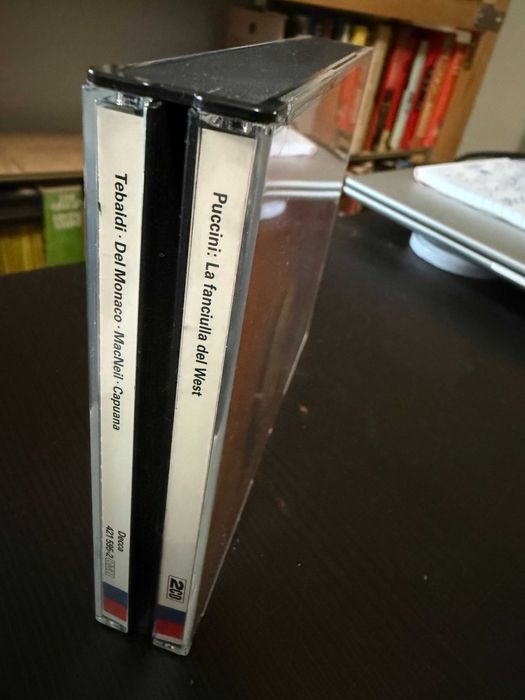 Puccini: La fanciulla del West
2CD
Tebaldi · Del Monaco · MacNeil · Capuana
Decca
421 595-2